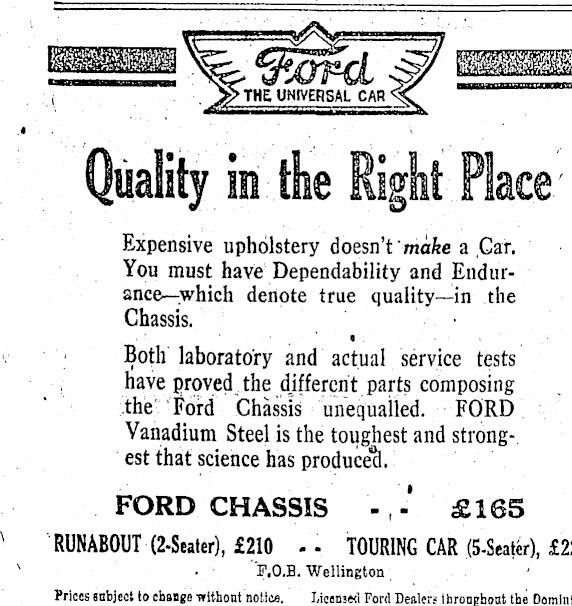 Ford
THE UNIVERSAL CAR
Quality in the Right Place
Expensive upholstery doesn't make a Car.
You must have Dependability and Endur-
ance—which denote true quality—in the
Chassis.
Both laboratory and actual service tests
have proved the different parts composing
the Ford Chassis unequalled. FORD
Vanadium Steel is the toughest and strong-
est that science has produced.
FORD CHASSIS - - £165
RUNABOUT (2-Seater), £210 - - TOURING CAR (5-Seater),
F.O.B. Wellington
Prices subject to change without notice. Licensed Ford Dealers throughout the